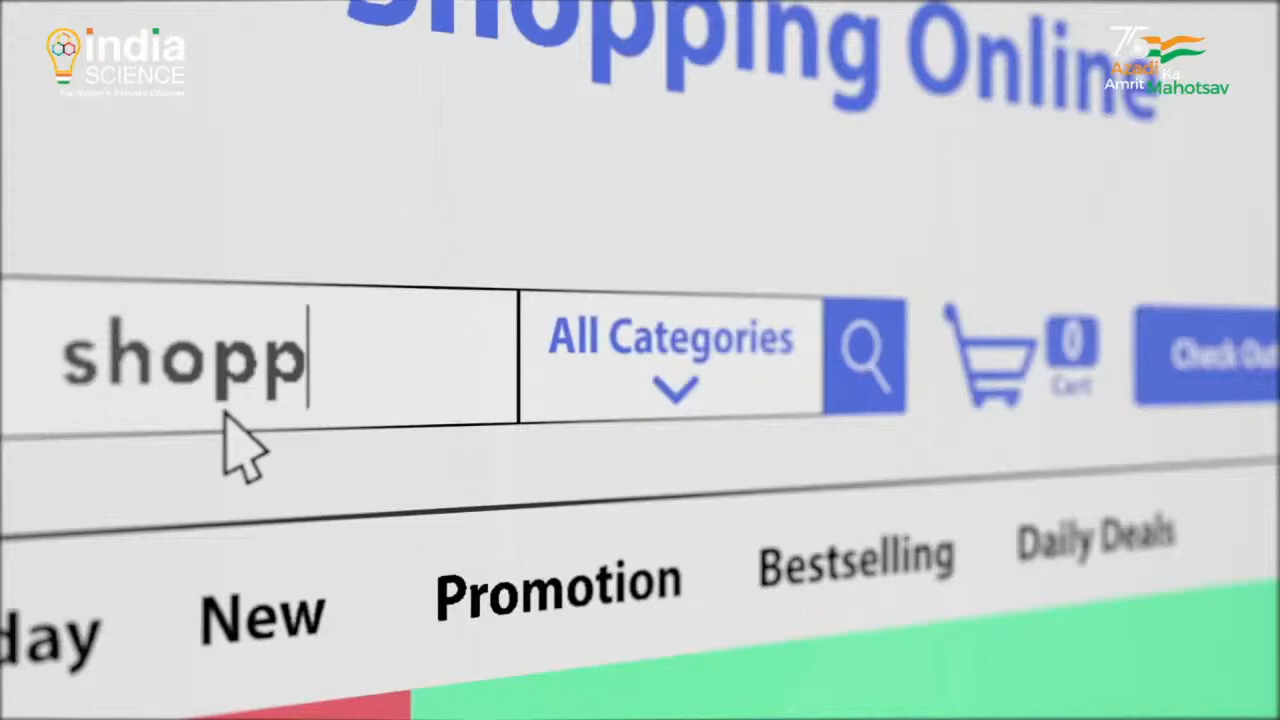 india
SCIENCE
75
Azadi
Ka
Amrit Mahotsav
Shopping Online
shopp
All Categories
0
Cart
Check Out
day
New
Promotion
Bestselling
Daily Deals